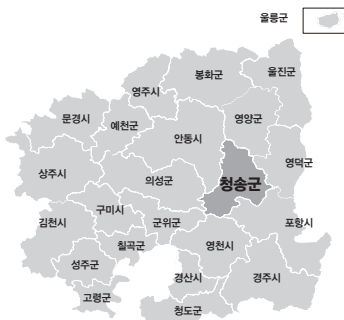 울릉군
봉화군
울진군
영주시
문경시
예천군
영양군
안동시
상주시
의성군
청송군
영덕군
구미시
김천시
군위군
포항시
칠곡군
영천시
성주군
경산시
경주시
고령군
청도군